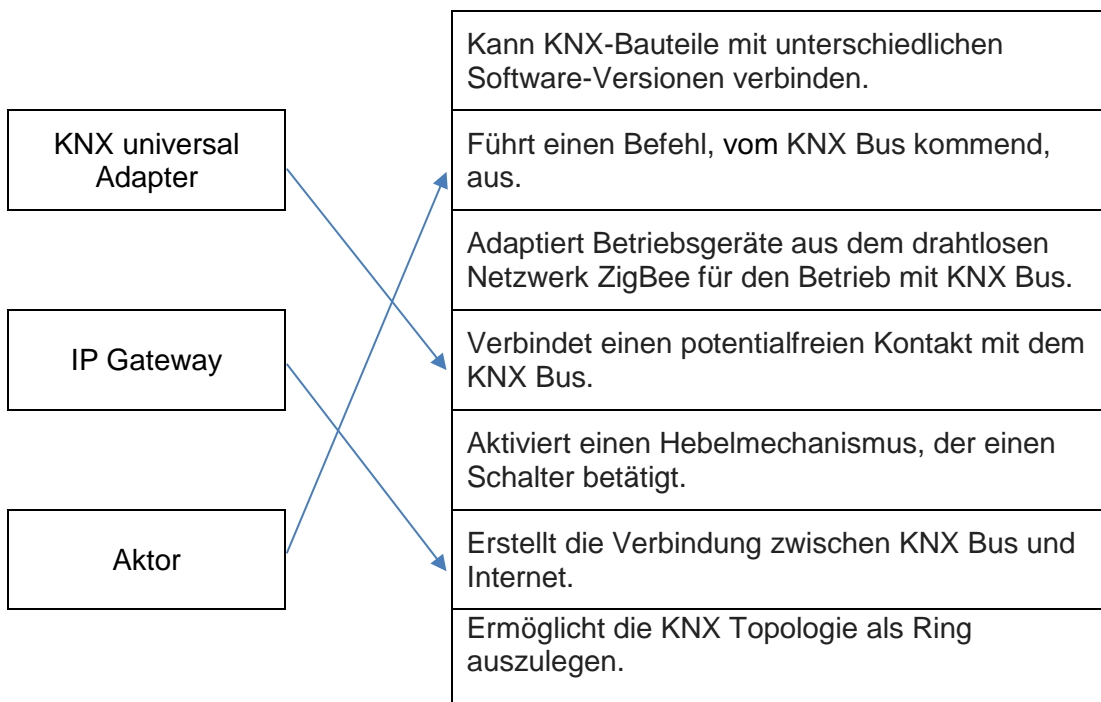 KNX universal
Adapter
IP Gateway
Aktor
Kann KNX-Bauteile mit unterschiedlichen
Software-Versionen verbinden.
Führt einen Befehl, vom KNX Bus kommend,
aus.
Adaptiert Betriebsgeräte aus dem drahtlosen
Netzwerk ZigBee für den Betrieb mit KNX Bus.
Verbindet einen potentialfreien Kontakt mit dem
KNX Bus.
Aktiviert einen Hebelmechanismus, der einen
Schalter betätigt.
Erstellt die Verbindung zwischen KNX Bus und
Internet.
Ermöglicht die KNX Topologie als Ring
auszulegen.